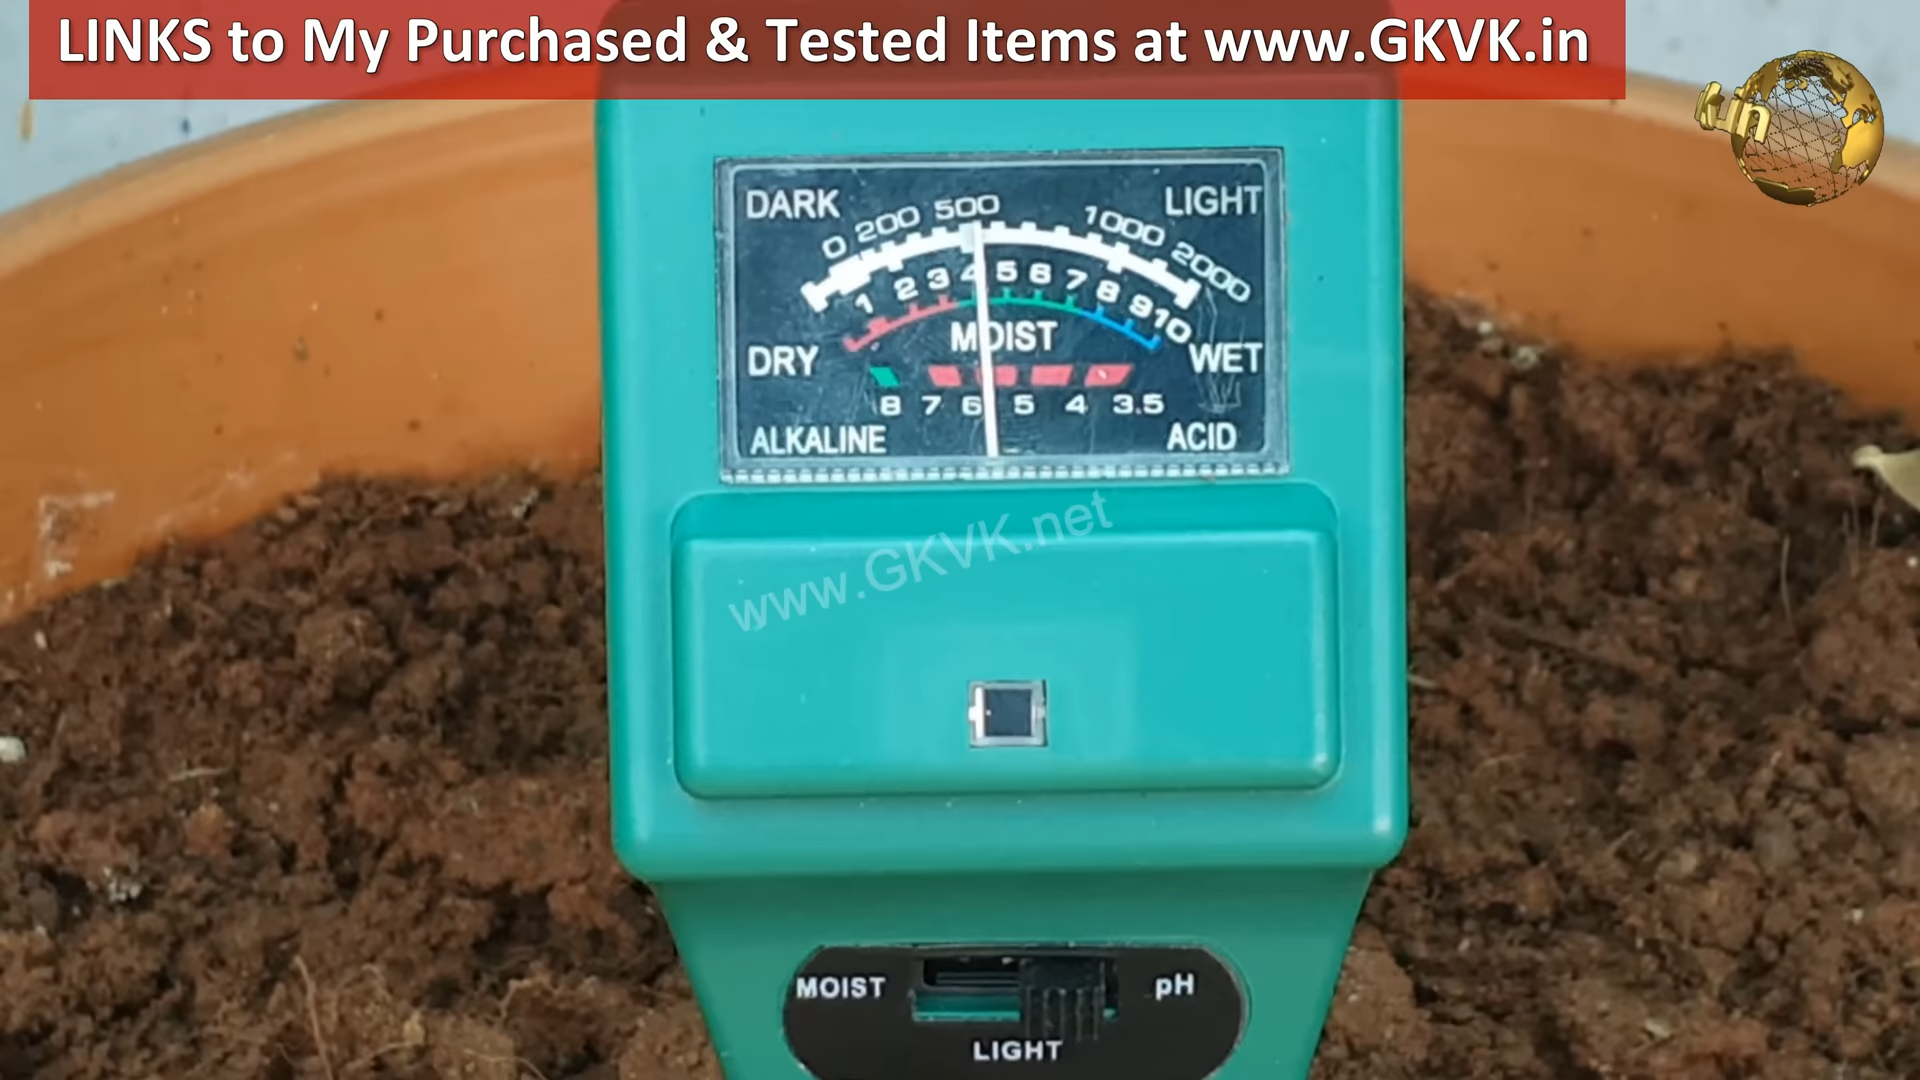 LINKS to My Purchased & Tested Items at www.GKVK.in
k.in
DARK LIGHT
0 200 500 1000 2000
1 2 3 4 5 6 7 8 9 10
MOIST
DRY WET
8 7 6 5 4 3.5
ALKALINE ACID
www.GKVK.net
MOIST pH
LIGHT